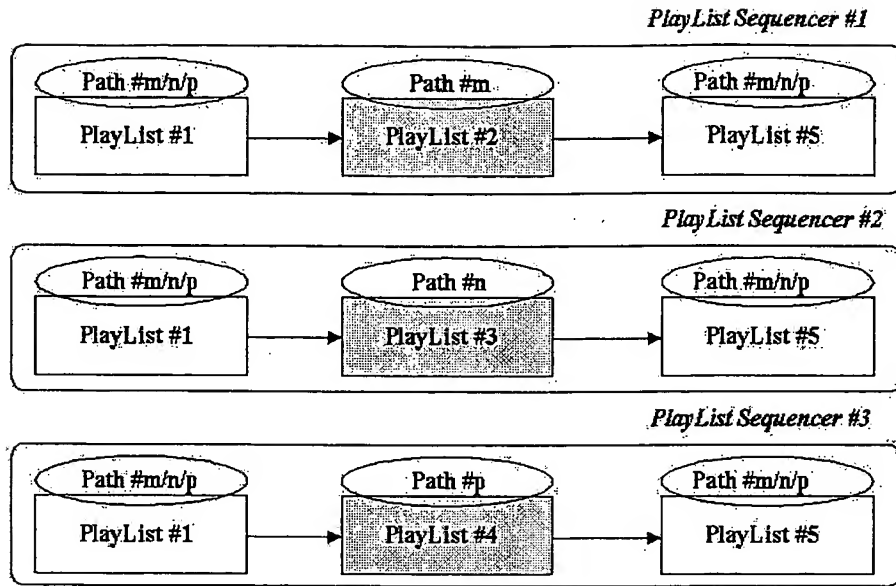 PlayList Sequencer #1
Path #m/n/p
Path #m
Path #m/n/p
PlayList #1
PlayList #2
PlayList #5
PlayList Sequencer #2
Path #m/n/p
Path #n
Path #m/n/p
PlayList #1
PlayList #3
PlayList #5
PlayList Sequencer #3
Path #m/n/p
Path #p
Path #m/n/p
PlayList #1
PlayList #4
PlayList #5